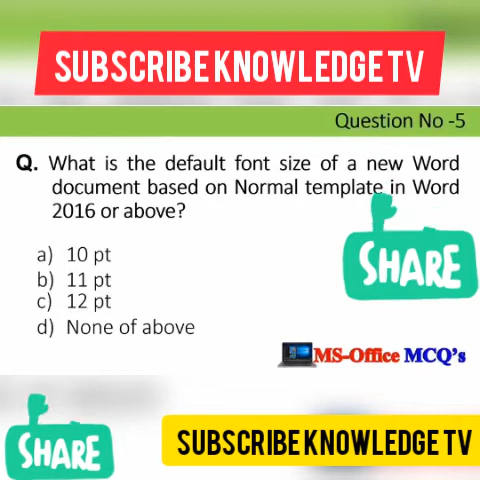 SUBSCRIBE KNOWLEDGE TV
Question No -5
Q. What is the default font size of a new Word
document based on Normal template in Word
2016 or above?
a) 10 pt
b) 11 pt
c) 12 pt
d) None of above
SHARE
MS-Office MCQ's
SHARE
SUBSCRIBE KNOWLEDGE TV